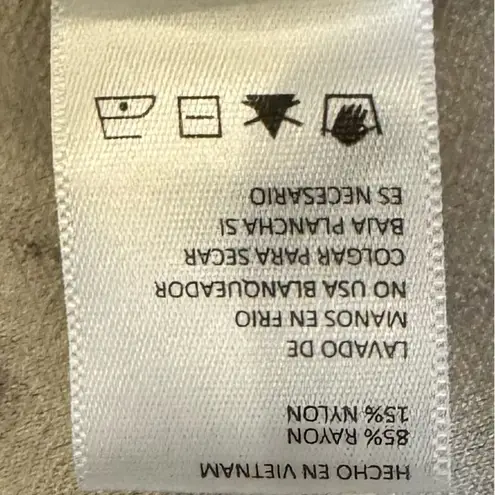 HECHO EN VIETNAM
85% RAYON
15% NYLON
LAVADO DE
MANOS EN FRIO
NO USA BLANQUEADOR
COLGAR PARA SECAR
BAJA PLANCHA SI
ES NECESARIO